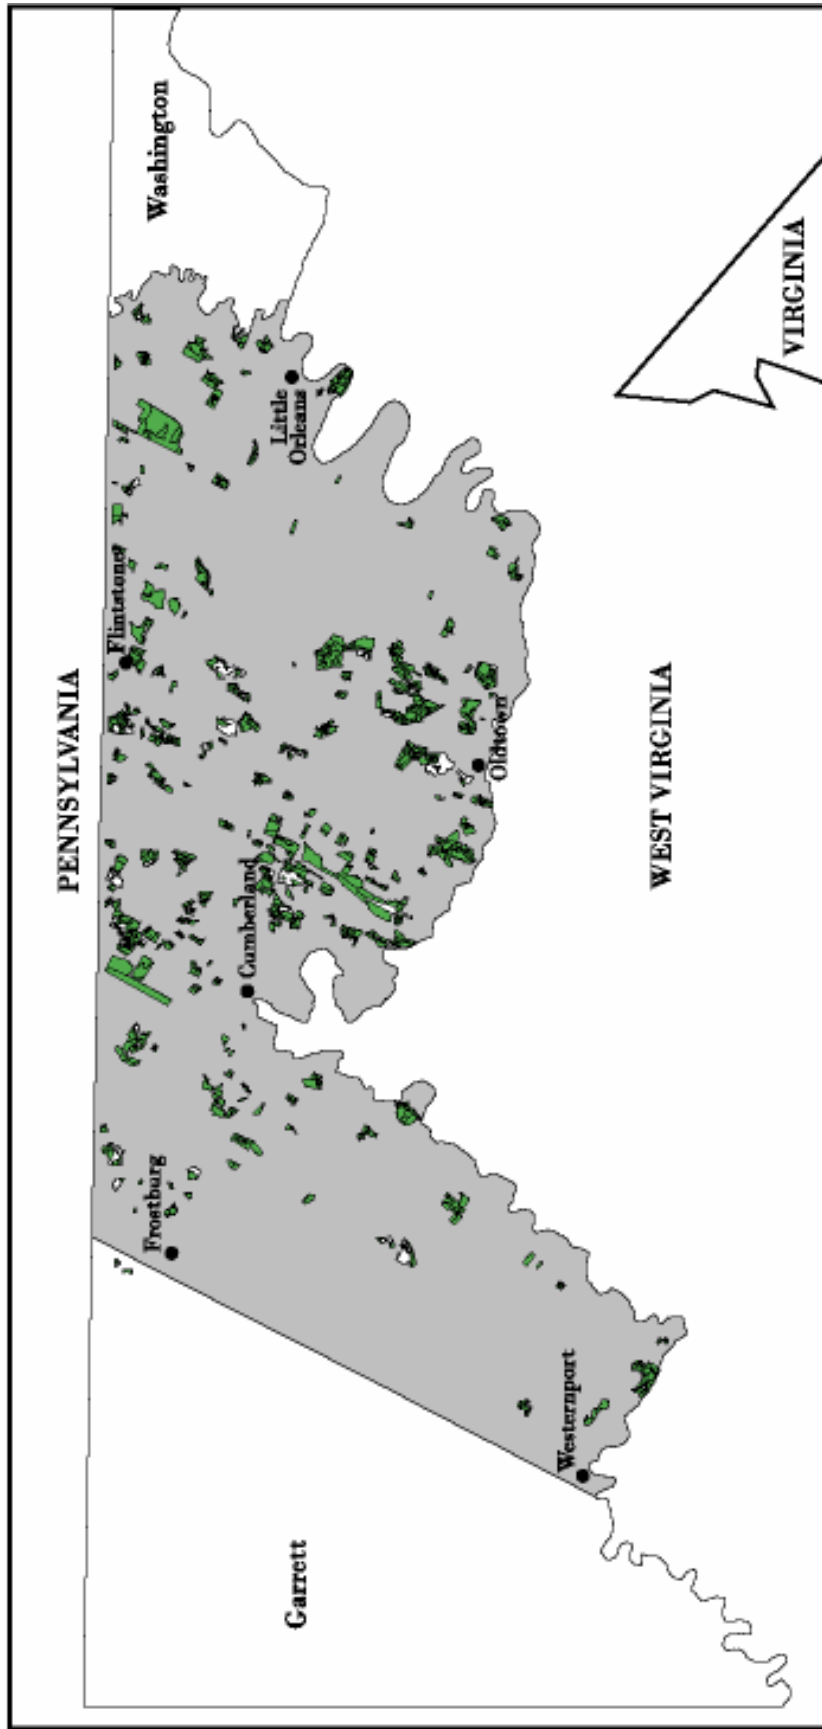 PENNSYLVANIA
Washington
Flintstone
Little
Orleans
Cumberland
Frostburg
Oldtown
Westernport
Garrett
WEST VIRGINIA
VIRGINIA